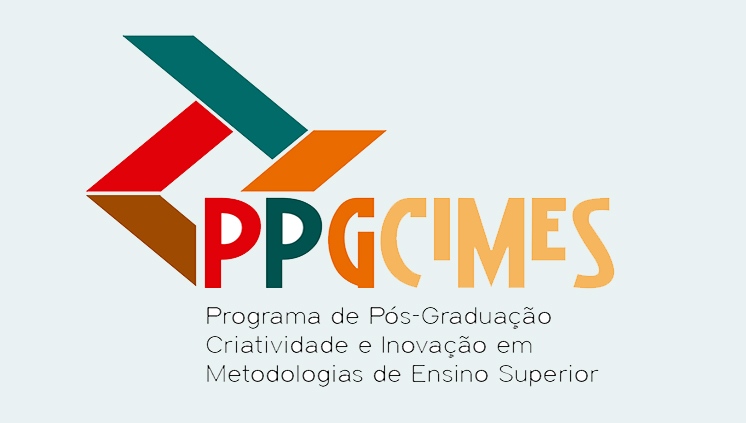 PPGCIMES
Programa de Pós-Graduação
Criatividade e Inovação em
Metodologias de Ensino Superior